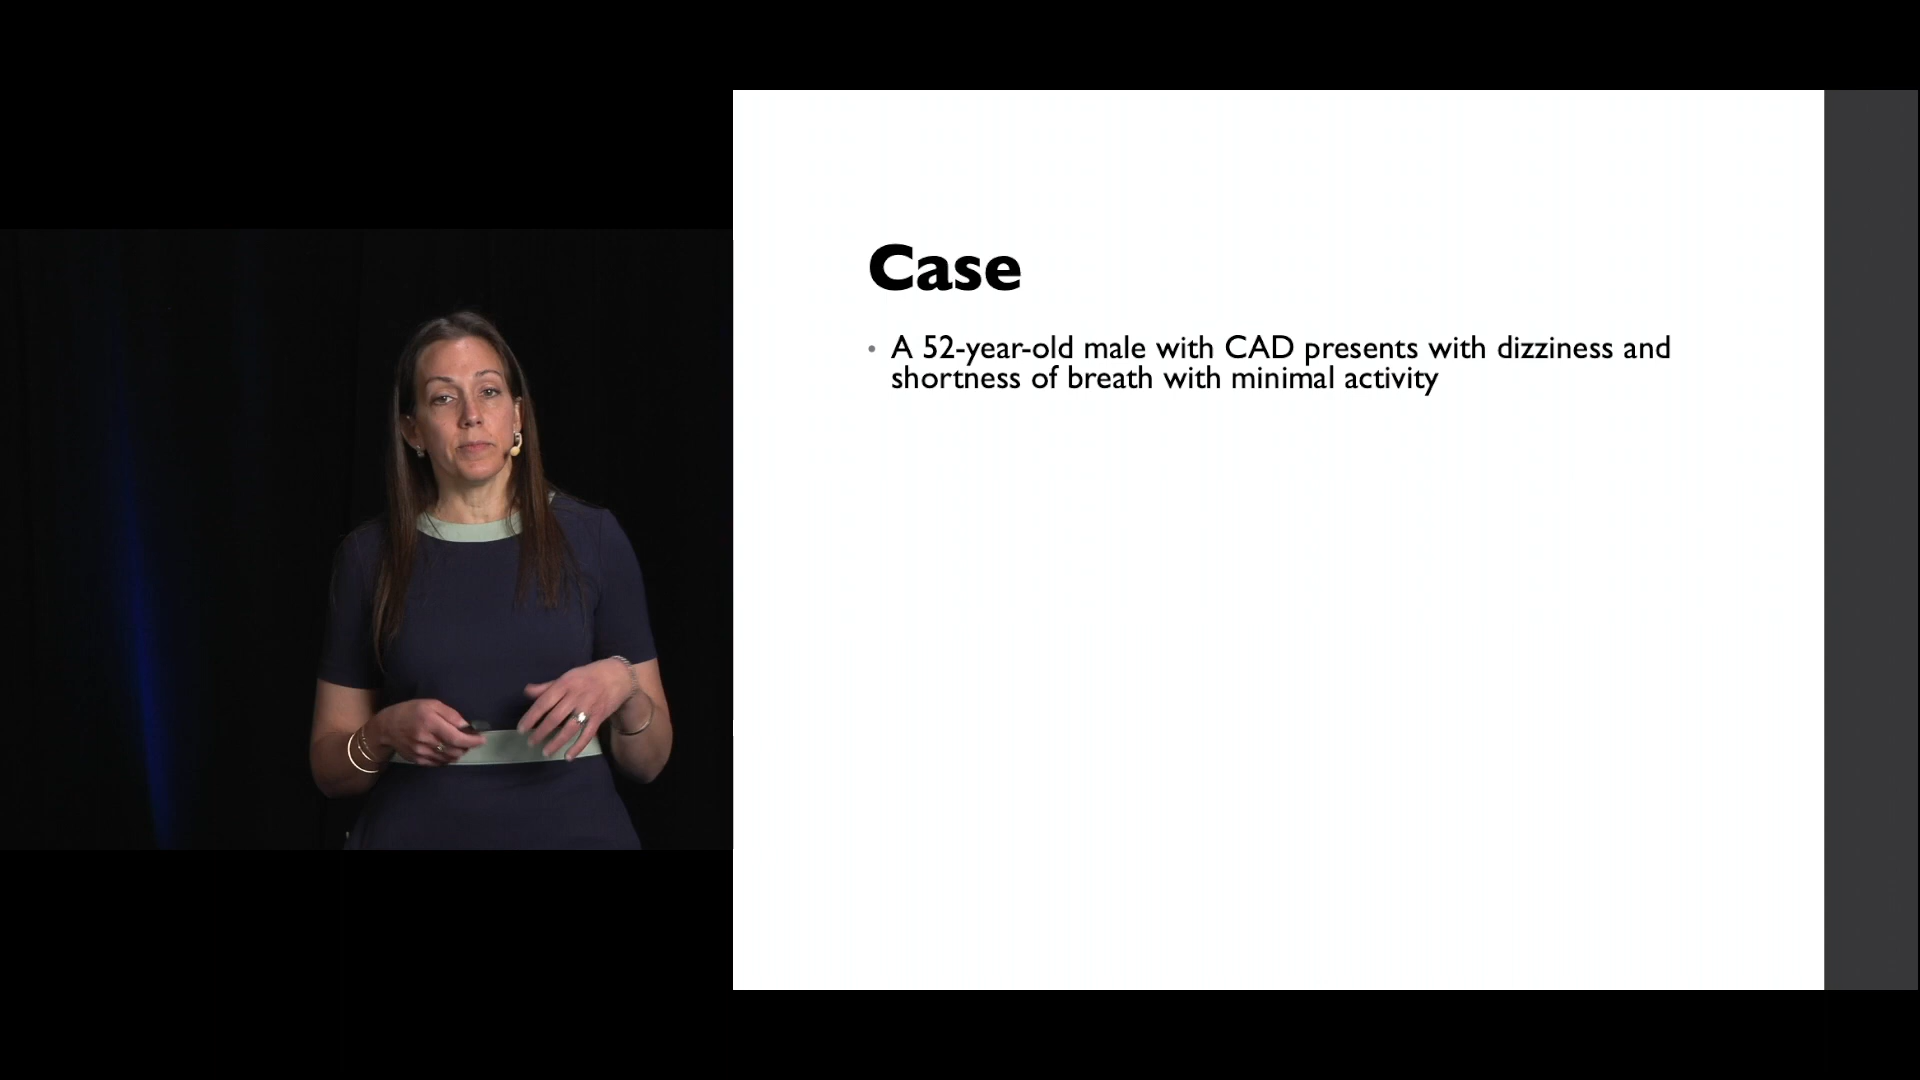 Case
• A 52-year-old male with CAD presents with dizziness and
shortness of breath with minimal activity